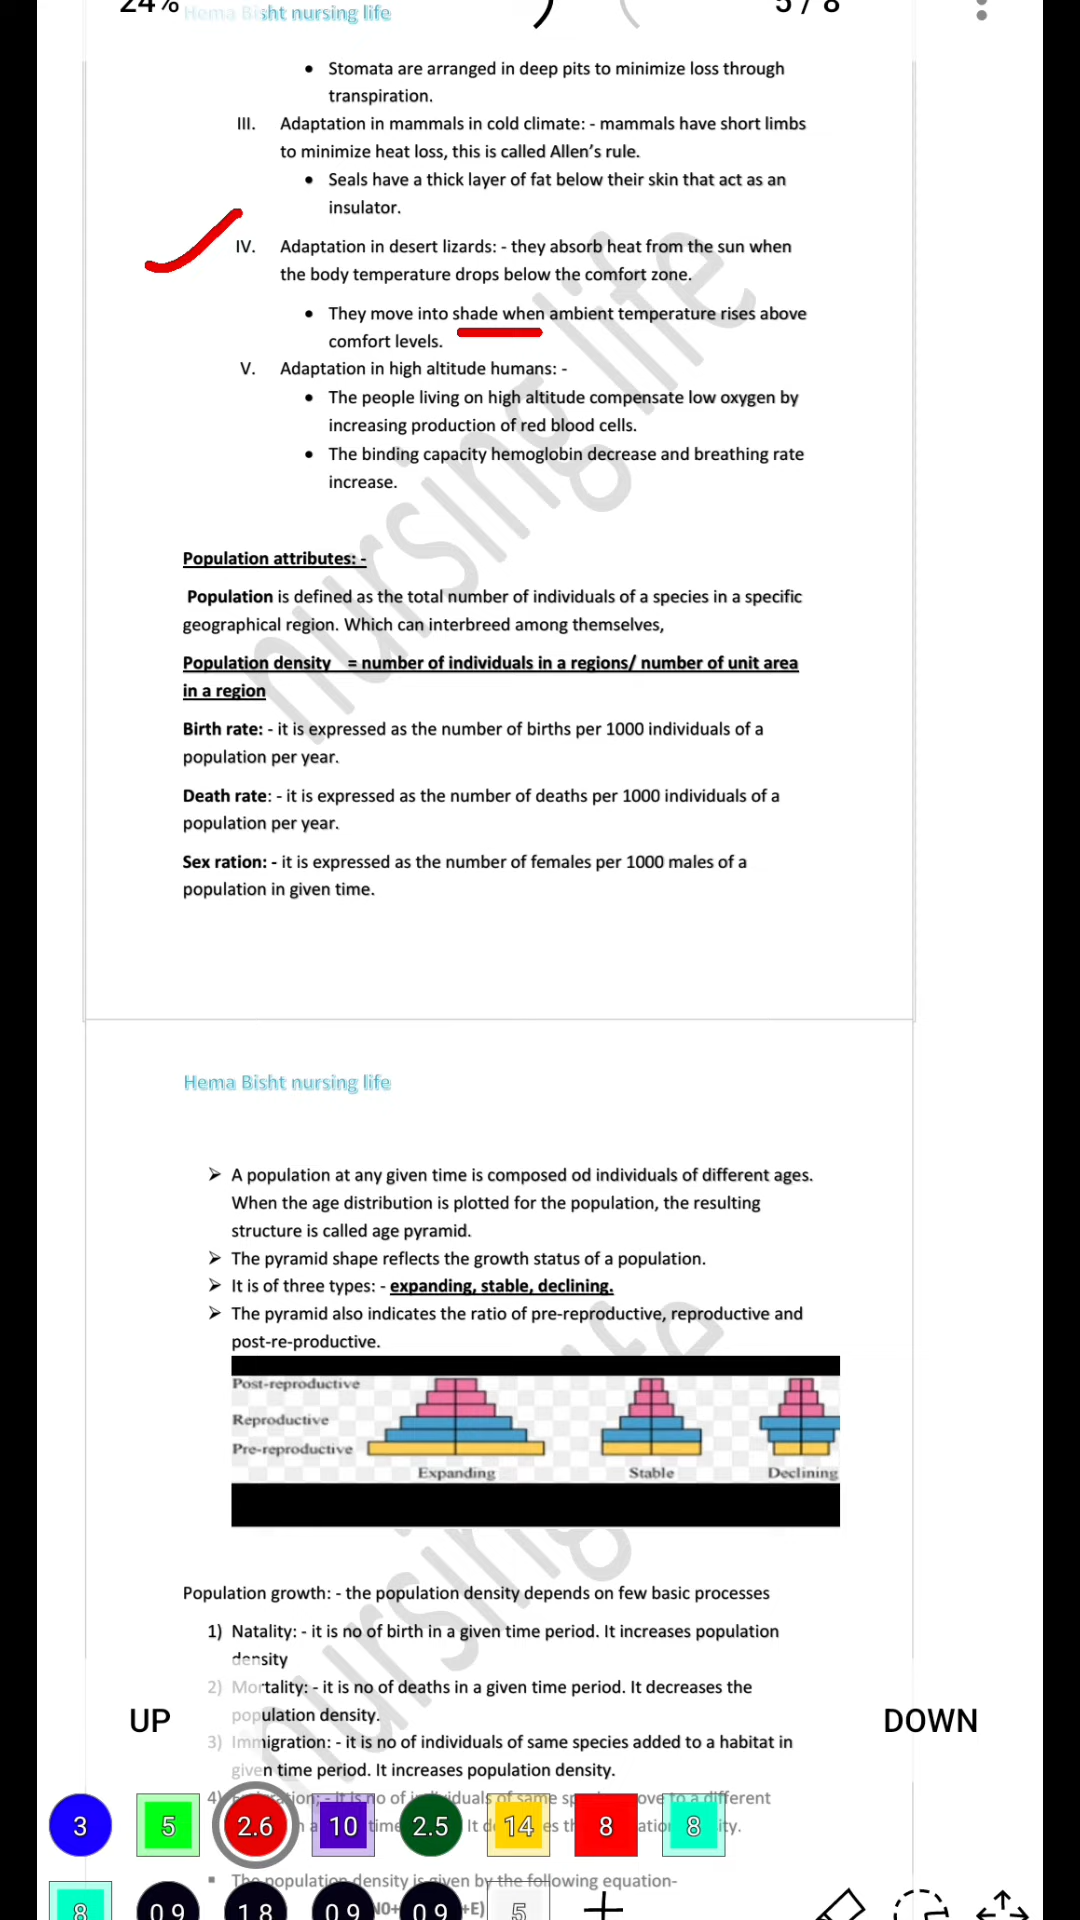 24%
5 / 8
Hema Bisht nursing life
• Stomata are arranged in deep pits to minimize loss through
transpiration.
III. Adaptation in mammals in cold climate: - mammals have short limbs
to minimize heat loss, this is called Allen's rule.
• Seals have a thick layer of fat below their skin that act as an
insulator.
IV. Adaptation in desert lizards: - they absorb heat from the sun when
the body temperature drops below the comfort zone.
• They move into shade when ambient temperature rises above
comfort levels.
V. Adaptation in high altitude humans: -
• The people living on high altitude compensate low oxygen by
increasing production of red blood cells.
• The binding capacity hemoglobin decrease and breathing rate
increase.
nursing life
Population attributes: -
Population is defined as the total number of individuals of a species in a specific
geographical region. Which can interbreed among themselves,
Population density = number of individuals in a regions/ number of unit area
in a region
Birth rate: - it is expressed as the number of births per 1000 individuals of a
population per year.
Death rate: - it is expressed as the number of deaths per 1000 individuals of a
population per year.
Sex ration: - it is expressed as the number of females per 1000 males of a
population in given time.
Hema Bisht nursing life
➢ A population at any given time is composed od individuals of different ages.
When the age distribution is plotted for the population, the resulting
structure is called age pyramid.
➢ The pyramid shape reflects the growth status of a population.
➢ It is of three types: - expanding, stable, declining.
➢ The pyramid also indicates the ratio of pre-reproductive, reproductive and
post-re-productive.
Post-reproductive
Reproductive
Pre-reproductive
Expanding Stable Declining
nursing life
Population growth: - the population density depends on few basic processes
1) Natality: - it is no of birth in a given time period. It increases population
density
2) Mortality: - it is no of deaths in a given time period. It decreases the
population density.
UP
DOWN
3) Immigration: - it is no of individuals of same species added to a habitat in
given time period. It increases population density.
4) - it is no of individuals of same move to a different
time It
3 5 2.6 10 2.5 14 8 8
▪ The population density is given by the following equation-
8 0.9 1.8 0.9 0.9 5